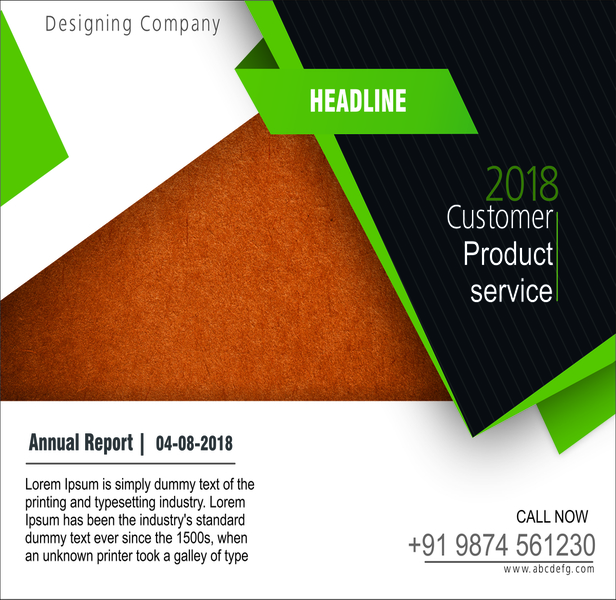 Designing Company
HEADLINE
2018
Customer
Product
service
Annual Report | 04-08-2018
Lorem Ipsum is simply dummy text of the
printing and typesetting industry. Lorem
Ipsum has been the industry's standard
dummy text ever since the 1500s, when
an unknown printer took a galley of type
CALL NOW
+91 9874 561230
www.abcdefg.com